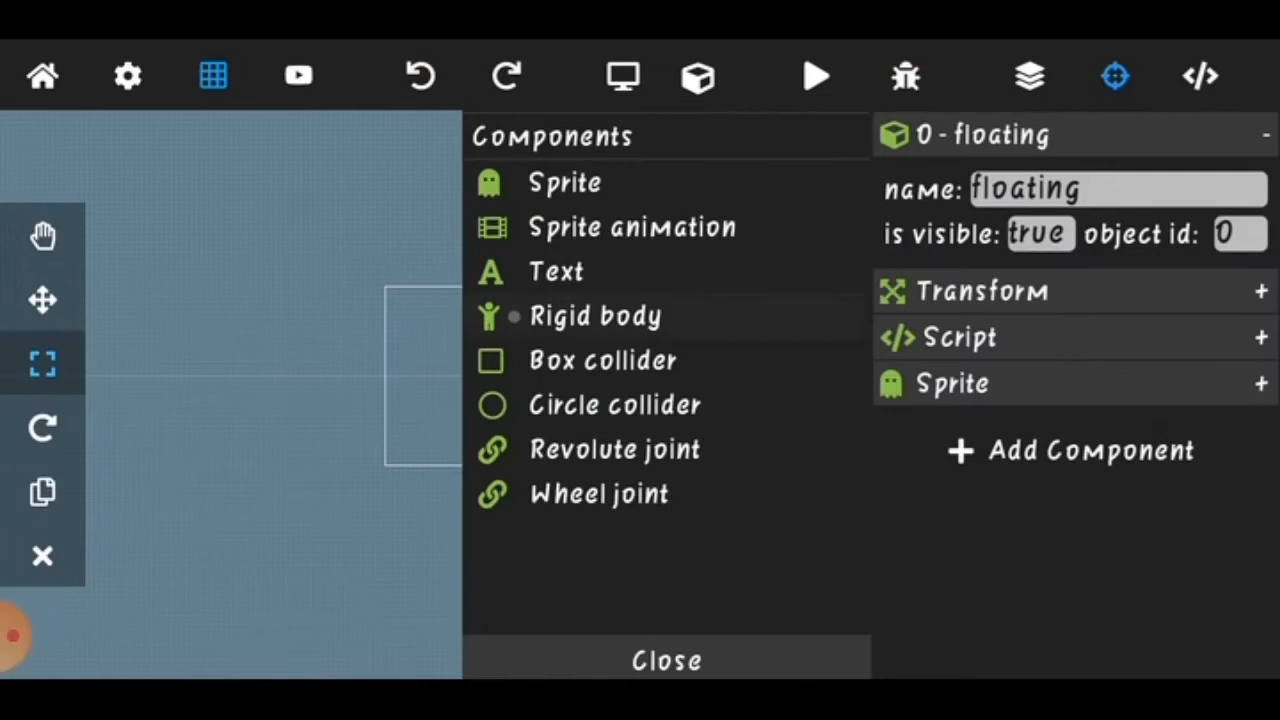 Components
Sprite
Sprite animation
Text
Rigid body
Box collider
Circle collider
Revolute joint
Wheel joint
Close
0 - floating
-
name: floating
is visible: true object id: 0
Transform +
Script +
Sprite +
+ Add Component